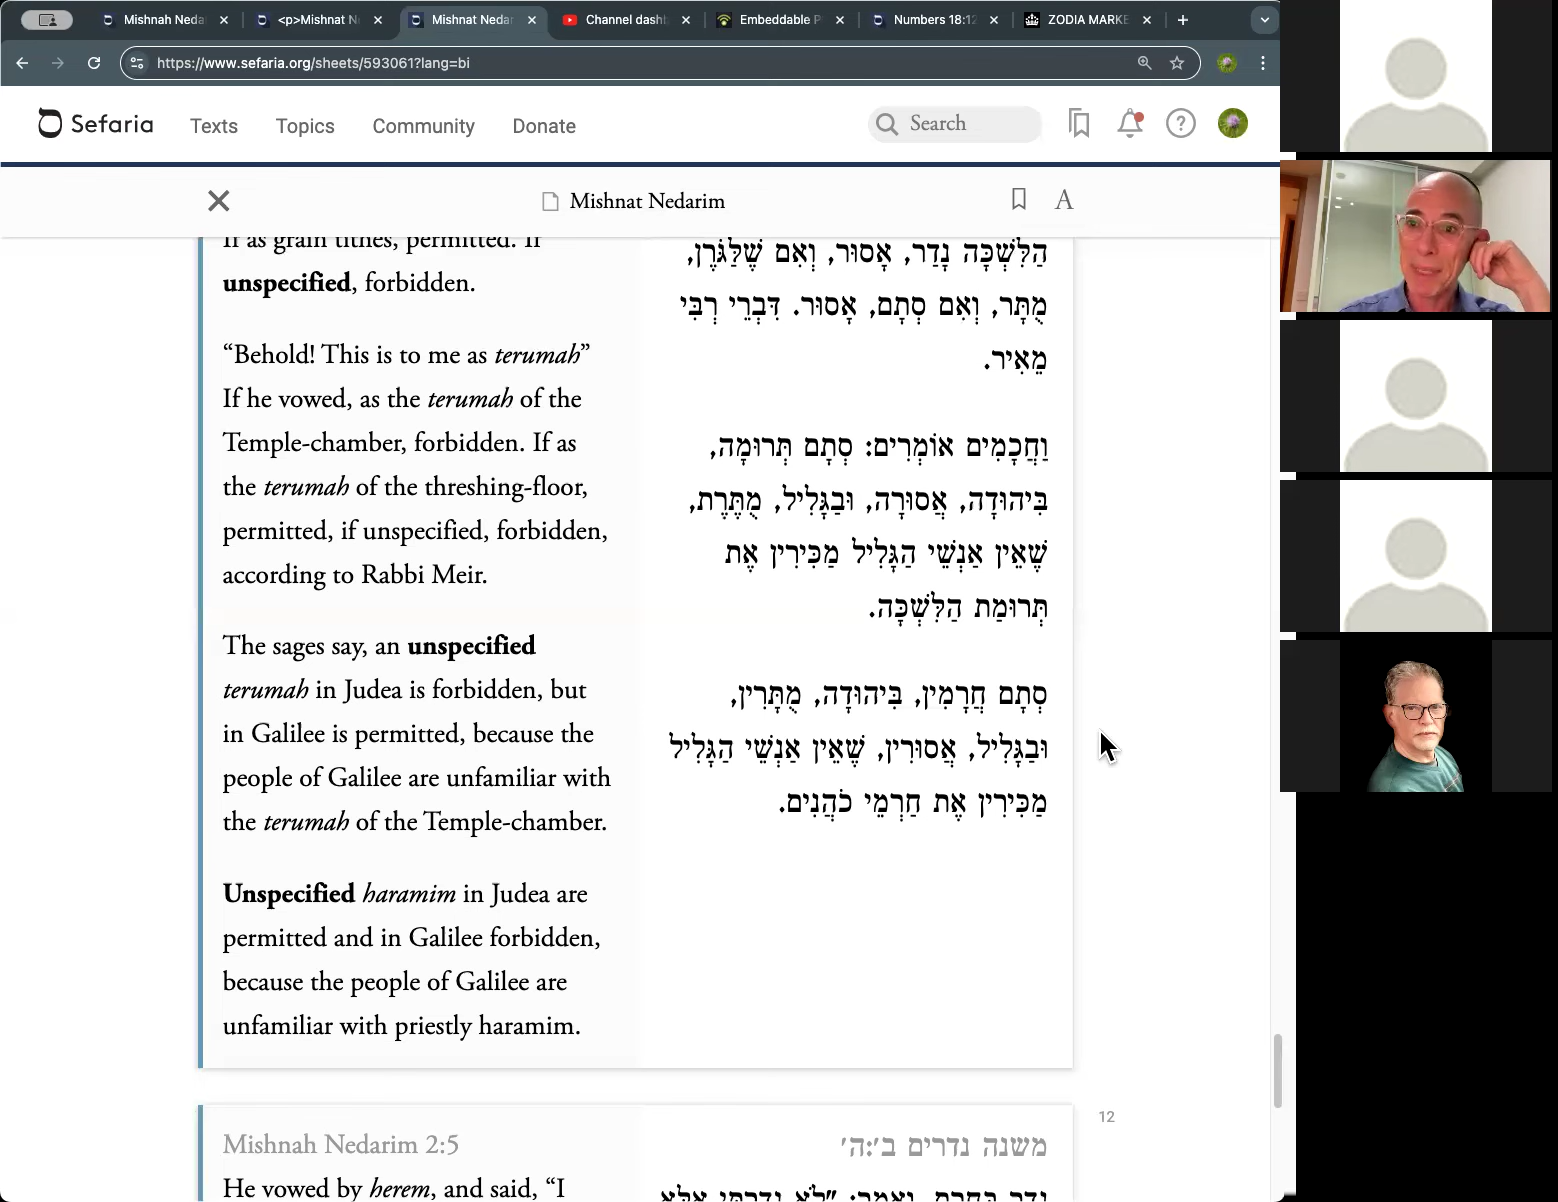 Mishnah Neda
<p>Mishnat N
Mishnat Nedar
Channel dash
Embeddable P
Numbers 18:12
ZODIA MARKE
https://www.sefaria.org/sheets/593061?lang=bi
Sefaria
Texts
Topics
Community
Donate
Search
Mishnat Nedarim
A
If as grain tithes, permitted. If
unspecified, forbidden.
“Behold! This is to me as terumah”
If he vowed, as the terumah of the
Temple-chamber, forbidden. If as
the terumah of the threshing-floor,
permitted, if unspecified, forbidden,
according to Rabbi Meir.
The sages say, an unspecified
terumah in Judea is forbidden, but
in Galilee is permitted, because the
people of Galilee are unfamiliar with
the terumah of the Temple-chamber.
Unspecified haramim in Judea are
permitted and in Galilee forbidden,
because the people of Galilee are
unfamiliar with priestly haramim.
הַלִּשְׁכָּה נָדַר, אָסוּר, וְאִם שֶׁלַּגֹּרֶן,
מֻתָּר, וְאִם סְתָם, אָסוּר. דִּבְרֵי רְבִּי
מֵאִיר.
וַחֲכָמִים אוֹמְרִים: סְתָם תְּרוּמָה,
בִּיהוּדָה, אֲסוּרָה, וּבַגָּלִיל, מֻתֶּרֶת,
שֶׁאֵין אַנְשֵׁי הַגָּלִיל מַכִּירִין אֶת
תְּרוּמַת הַלִּשְׁכָּה.
סְתָם חֲרָמִין, בִּיהוּדָה, מֻתָּרִין,
וּבַגָּלִיל, אֲסוּרִין, שֶׁאֵין אַנְשֵׁי הַגָּלִיל
מַכִּירִין אֶת חַרְמֵי כֹהֲנִים.
12
Mishnah Nedarim 2:5
משנה נדרים ב׳:ה׳
He vowed by herem, and said, “I
נָדַר בְּחֵרֶם, וְאָמַר: "לֹא נָדַרְתִּי אֶלָּא